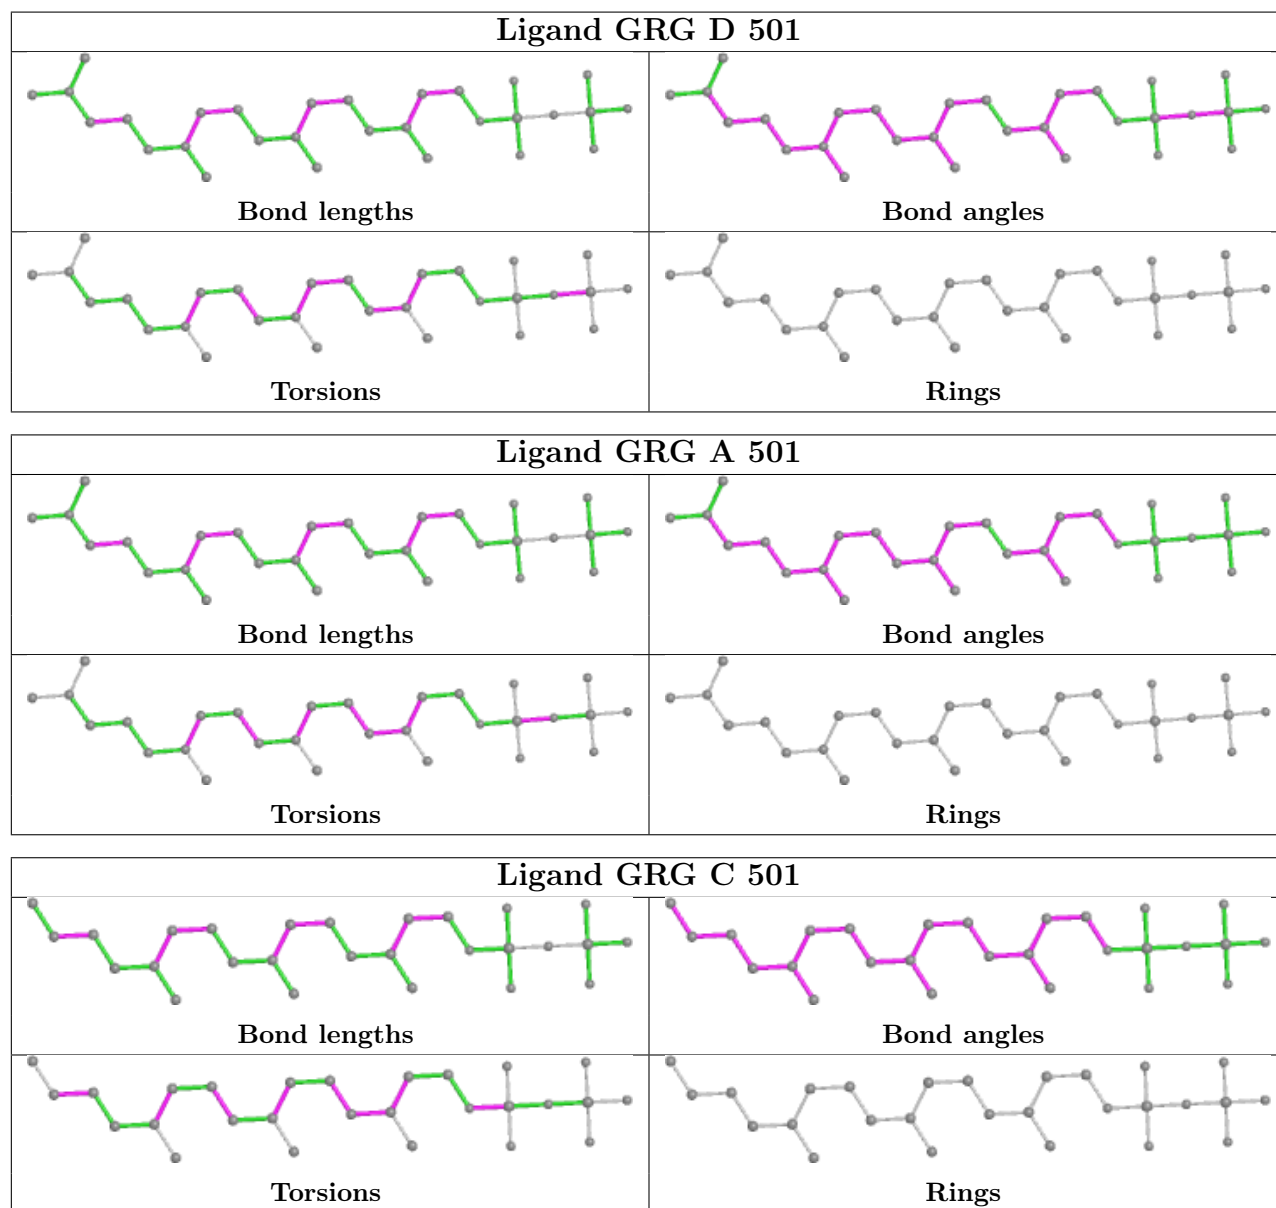 Ligand GRG D 501
Bond lengths
Bond angles
Torsions
Rings
Ligand GRG A 501
Bond lengths
Bond angles
Torsions
Rings
Ligand GRG C 501
Bond lengths
Bond angles
Torsions
Rings